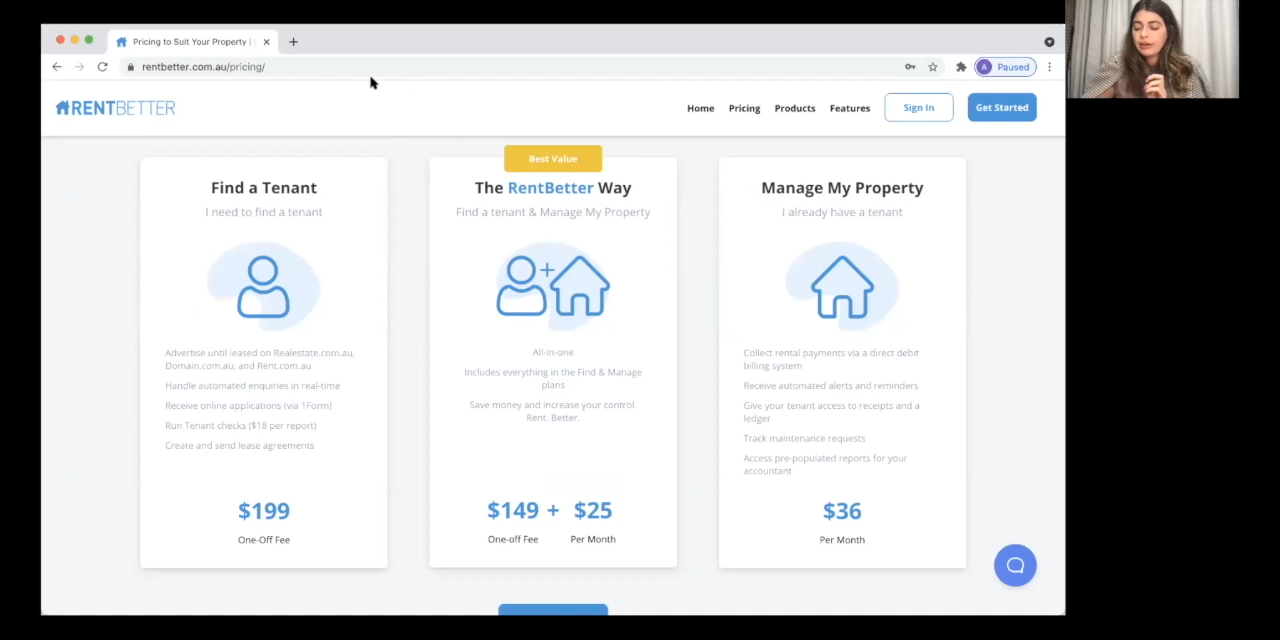 Pricing to Suit Your Property |
rentbetter.com.au/pricing/
A Paused
RENTBETTER
Home Pricing Products Features Sign In Get Started
Best Value
Find a Tenant
I need to find a tenant
Advertise until leased on Realestate.com.au,
Domain.com.au, and Rent.com.au
Handle automated enquiries in real-time
Receive online applications (via 1Form)
Run Tenant checks ($18 per report)
Create and send lease agreements
$199
One-Off Fee
The RentBetter Way
Find a tenant & Manage My Property
All-in-one
Includes everything in the Find & Manage
plans
Save money and increase your control.
Rent. Better.
$149 + $25
One-off Fee Per Month
Manage My Property
I already have a tenant
Collect rental payments via a direct debit
billing system
Receive automated alerts and reminders
Give your tenant access to receipts and a
ledger
Track maintenance requests
Access pre-populated reports for your
accountant
$36
Per Month